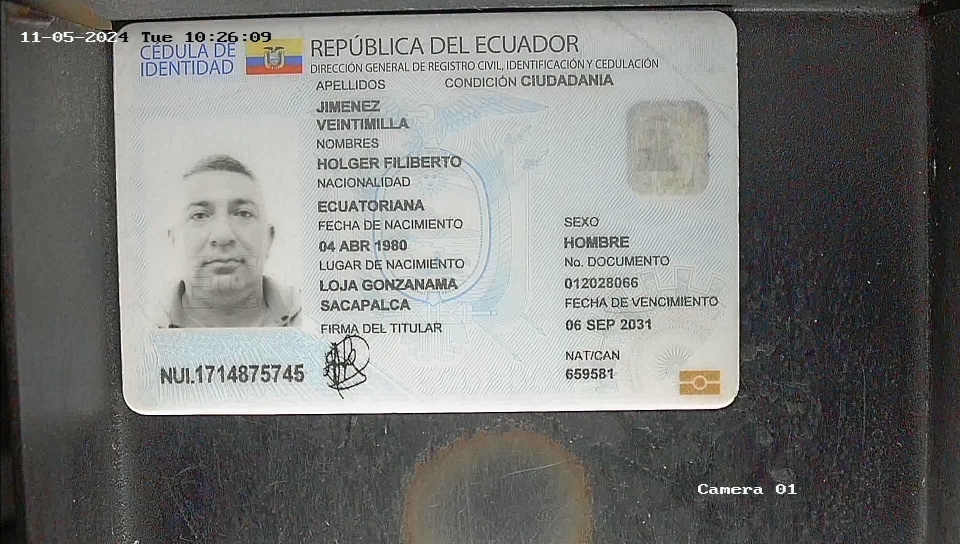 11-05-2024 Tue 10:26:09
CÉDULA DE
IDENTIDAD
REPÚBLICA DEL ECUADOR
DIRECCIÓN GENERAL DE REGISTRO CIVIL, IDENTIFICACIÓN Y CEDULACIÓN
APELLIDOS
CONDICIÓN CIUDADANIA
JIMENEZ
VEINTIMILLA
NOMBRES
HOLGER FILIBERTO
NACIONALIDAD
ECUATORIANA
FECHA DE NACIMIENTO
04 ABR 1980
LUGAR DE NACIMIENTO
LOJA GONZANAMA
SACAPALCA
FIRMA DEL TITULAR
SEXO
HOMBRE
No. DOCUMENTO
012028066
FECHA DE VENCIMIENTO
06 SEP 2031
NAT/CAN
659581
NUI.1714875745
Camera 01